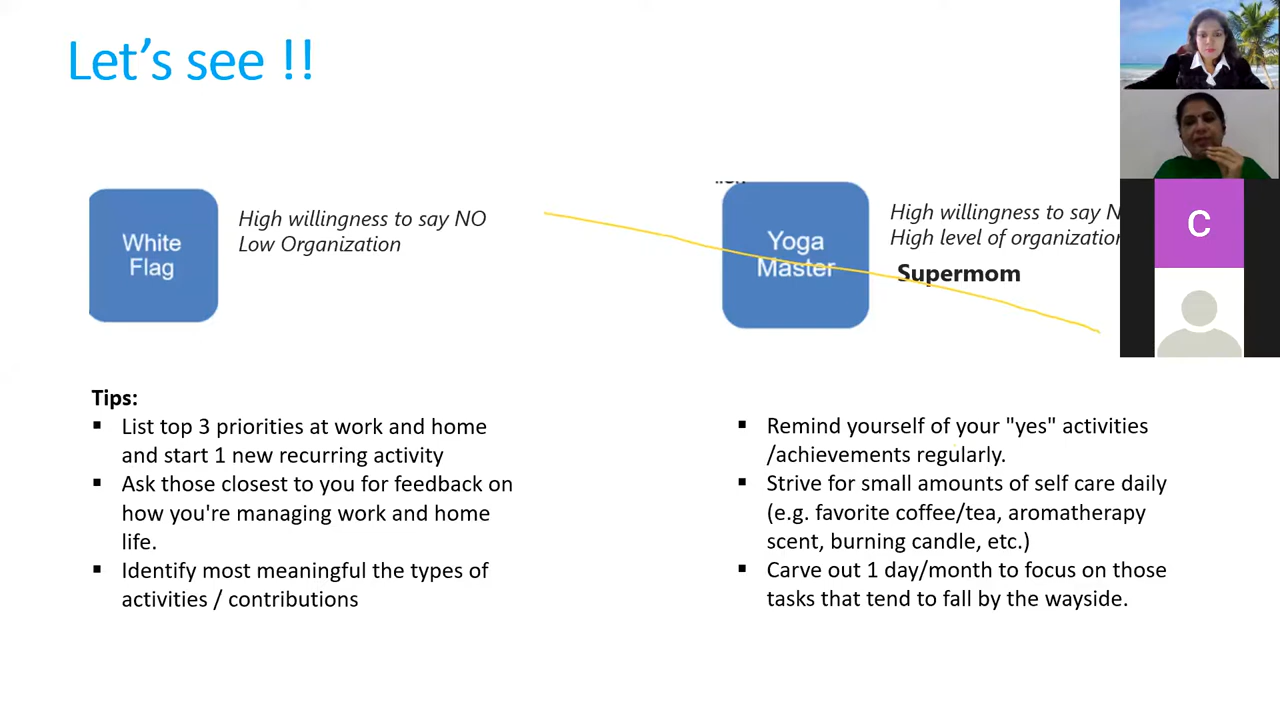 Let's see !!
White
Flag
High willingness to say NO
Low Organization
Yoga
Master
High willingness to say N
High level of organization
Supermom
C
Tips:
▪ List top 3 priorities at work and home
and start 1 new recurring activity
▪ Ask those closest to you for feedback on
how you're managing work and home
life.
▪ Identify most meaningful the types of
activities / contributions
▪ Remind yourself of your "yes" activities
/achievements regularly.
▪ Strive for small amounts of self care daily
(e.g. favorite coffee/tea, aromatherapy
scent, burning candle, etc.)
▪ Carve out 1 day/month to focus on those
tasks that tend to fall by the wayside.